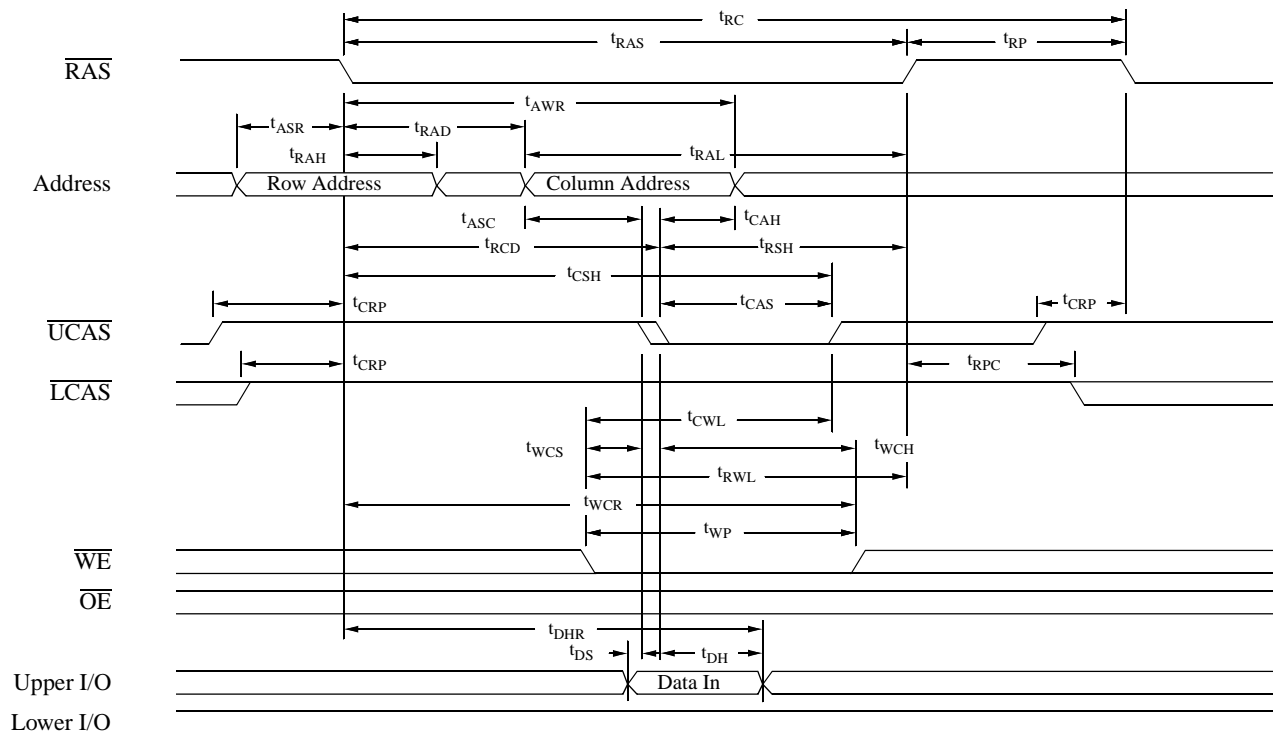 tRC
tRAS tRP
RAS
tAWR
tASR tRAD
tRAH tRAL
Address Row Address Column Address
tASC tCAH
tRCD tRSH
tCSH
tCRP tCAS tCRP
UCAS
tCRP tRPC
LCAS
tCWL
tWCS tWCH
tRWL
tWCR
tWP
WE
OE
tDHR
tDS tDH
Upper I/O Data In
Lower I/O